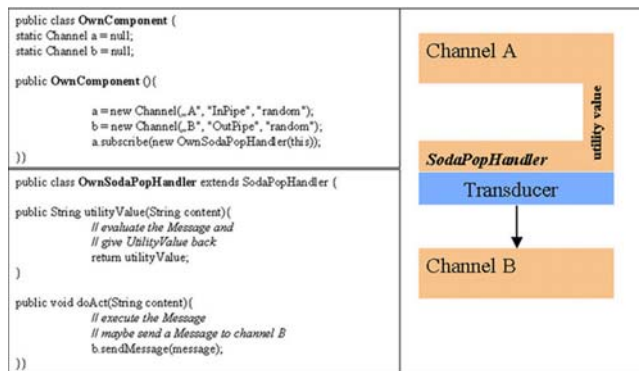 public class OwnComponent {
static Channel a = null;
static Channel b = null;
public OwnComponent (){
a = new Channel(„A", "InPipe", "random");
b = new Channel(„B", "OutPipe", "random");
a.subscribe(new OwnSodaPopHandler(this));
}}
public class OwnSodaPopHandler extends SodaPopHandler {
public String utilityValue(String content){
// evaluate the Message and
// give UtilityValue back
return utilityValue;
}
public void doAct(String content){
// execute the Message
// maybe send a Message to channel B
b.sendMessage(message);
}}
Channel A
utility value
SodaPopHandler
Transducer
Channel B